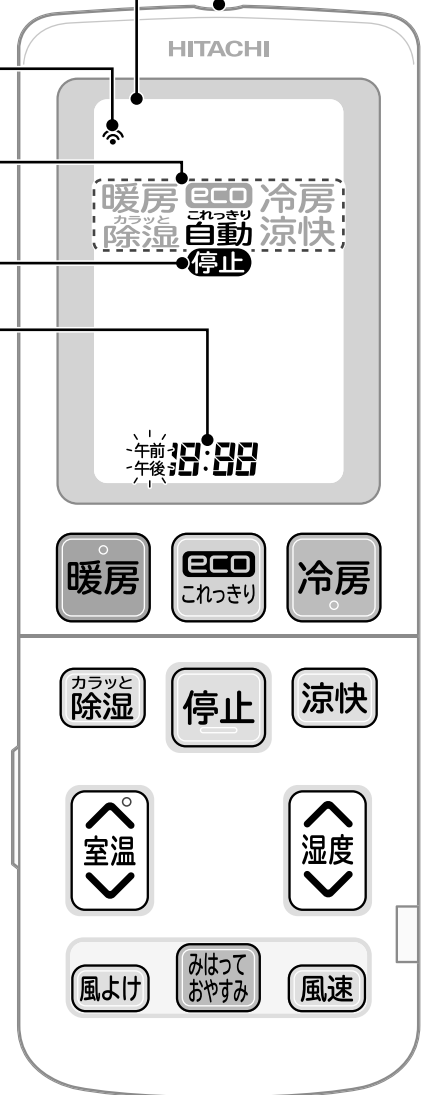 HITACHI
暖房 eco 冷房
カラッと これっきり
除湿 自動 涼快
停止
午前
午後 18:88
暖房 eco これっきり 冷房
カラッと
除湿 停止 涼快
室温 湿度
風よけ みはって おやすみ 風速